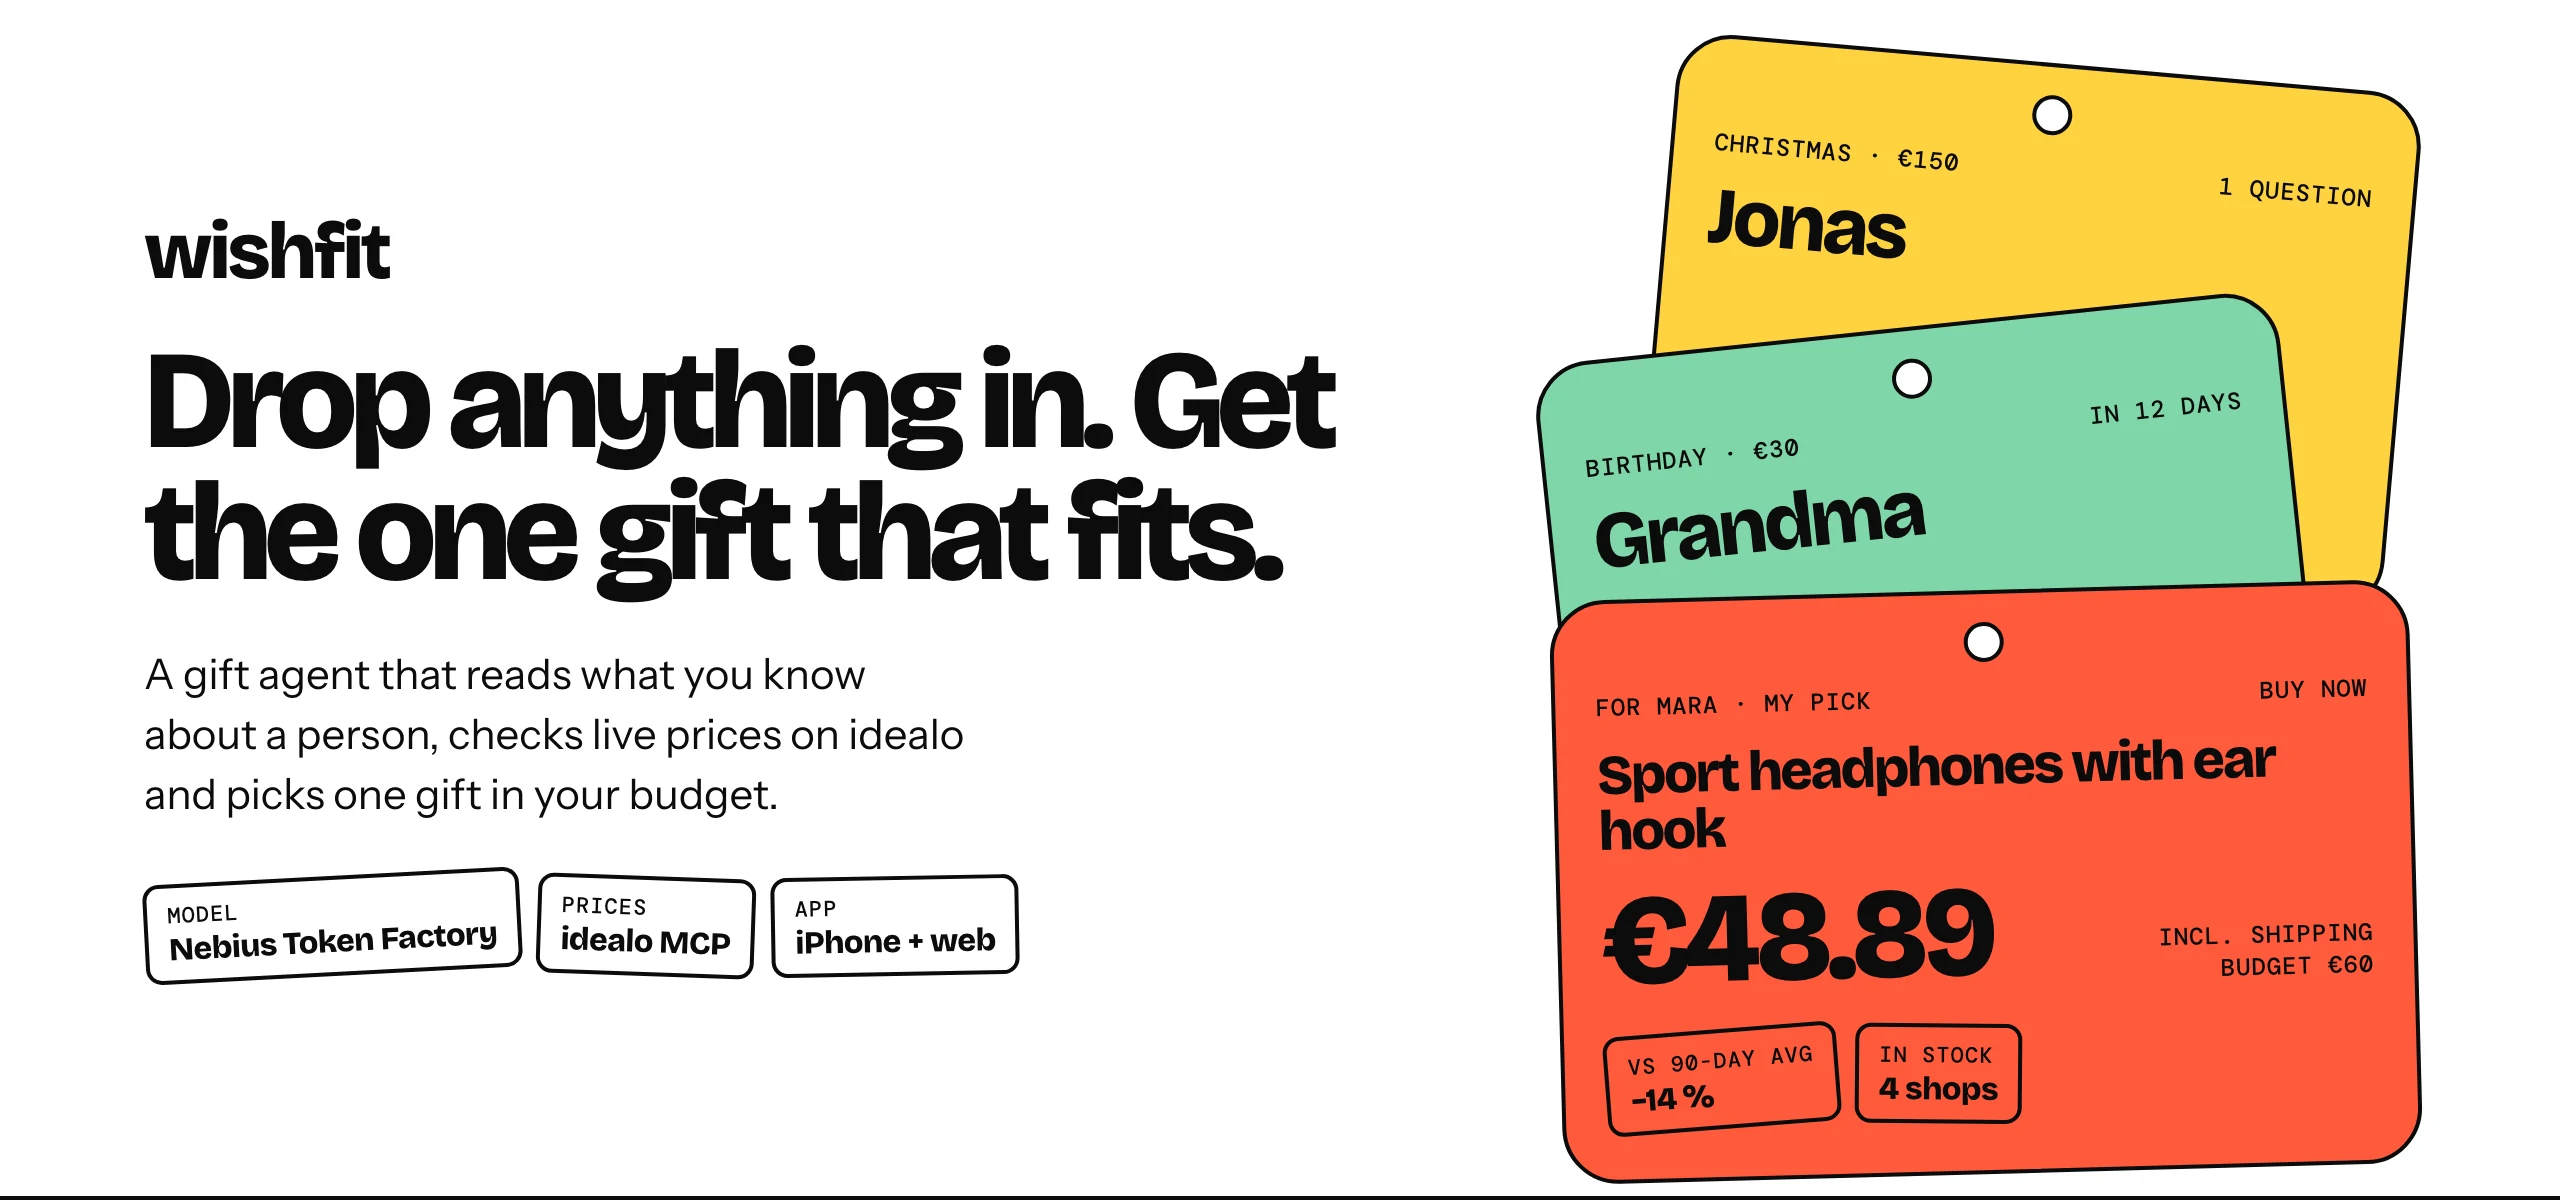 wishfit
Drop anything in. Get
the one gift that fits.
A gift agent that reads what you know
about a person, checks live prices on idealo
and picks one gift in your budget.
MODEL
Nebius Token Factory
PRICES
idealo MCP
APP
iPhone + web
CHRISTMAS · €150
1 QUESTION
Jonas
BIRTHDAY · €30
IN 12 DAYS
Grandma
FOR MARA · MY PICK
BUY NOW
Sport headphones with ear
hook
€48.89
INCL. SHIPPING
BUDGET €60
VS 90-DAY AVG
−14 %
IN STOCK
4 shops